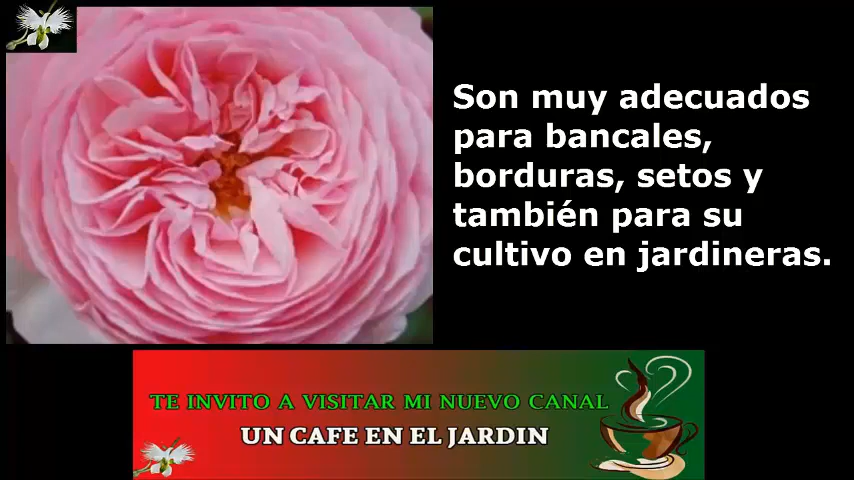 Son muy adecuados
para bancales,
borduras, setos y
también para su
cultivo en jardineras.
TE INVITO A VISITAR MI NUEVO CANAL
UN CAFE EN EL JARDIN